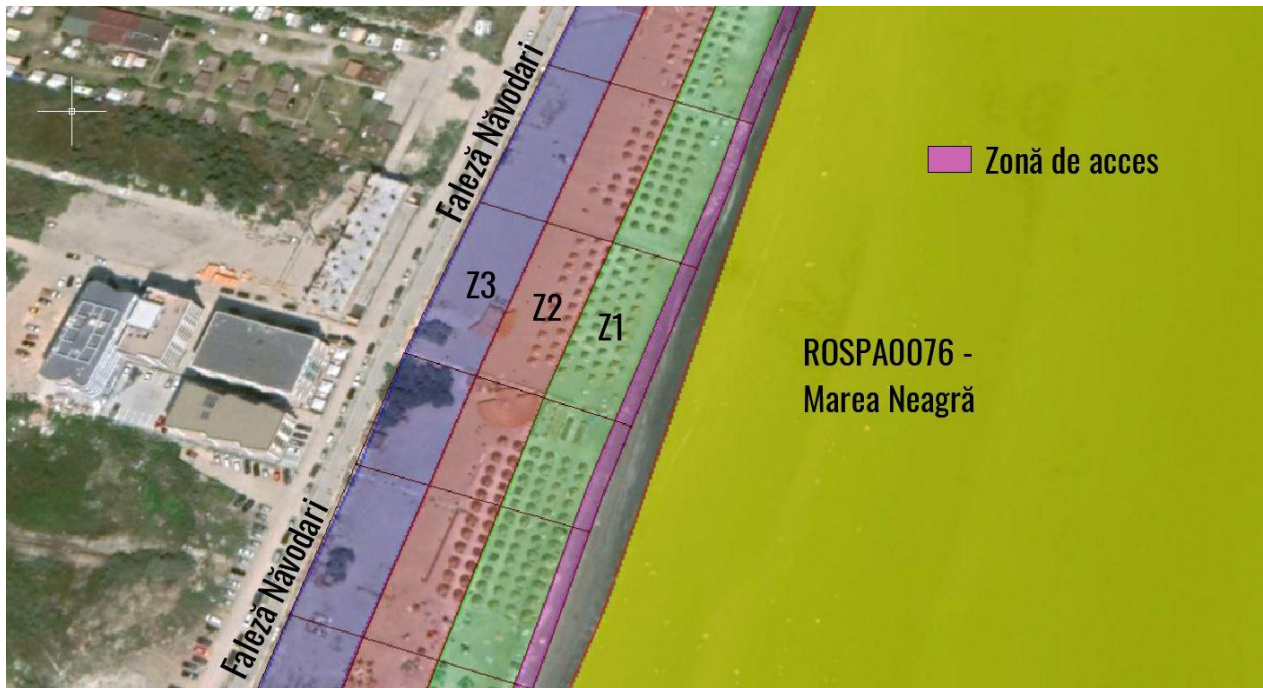 Faleză Năvodari
Zonă de acces
Z3
Z2
Z1
ROSPA0076 -
Marea Neagră
Faleză Năvodari